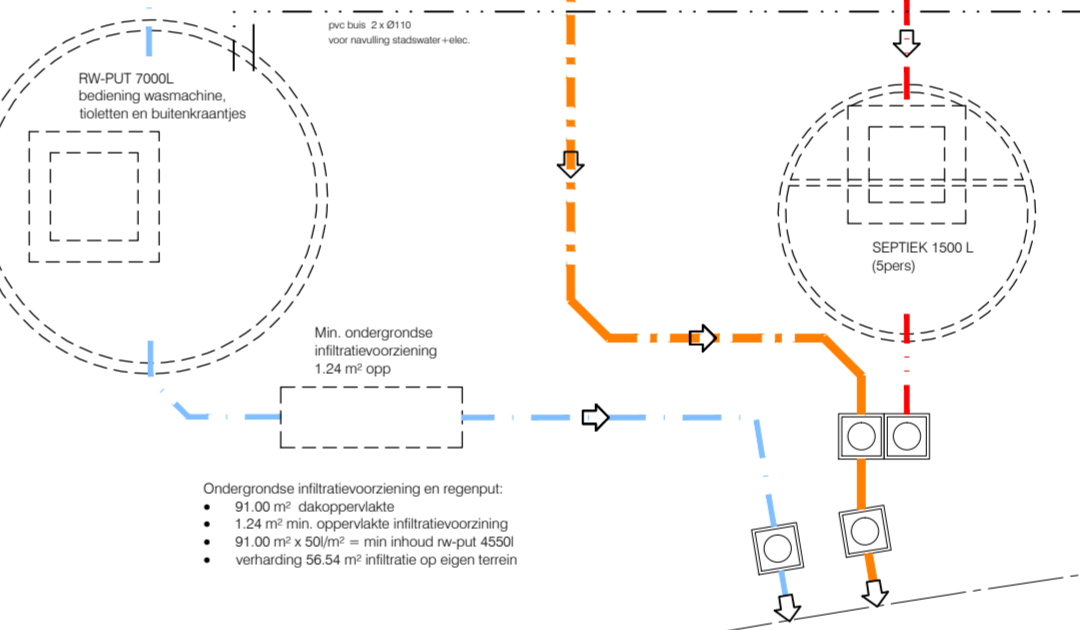 pvc buis 2 x Ø110
voor navulling stadswater+elec.
RW-PUT 7000L
bediening wasmachine,
tioletten en buitenkraantjes
SEPTIEK 1500 L
(5pers)
Min. ondergrondse
infiltratievoorziening
1.24 m² opp
Ondergrondse infiltratievoorziening en regenput:
• 91.00 m² dakoppervlakte
• 1.24 m² min. oppervlakte infiltratievoorzining
• 91.00 m² x 50l/m² = min inhoud rw-put 4550l
• verharding 56.54 m² infiltratie op eigen terrein